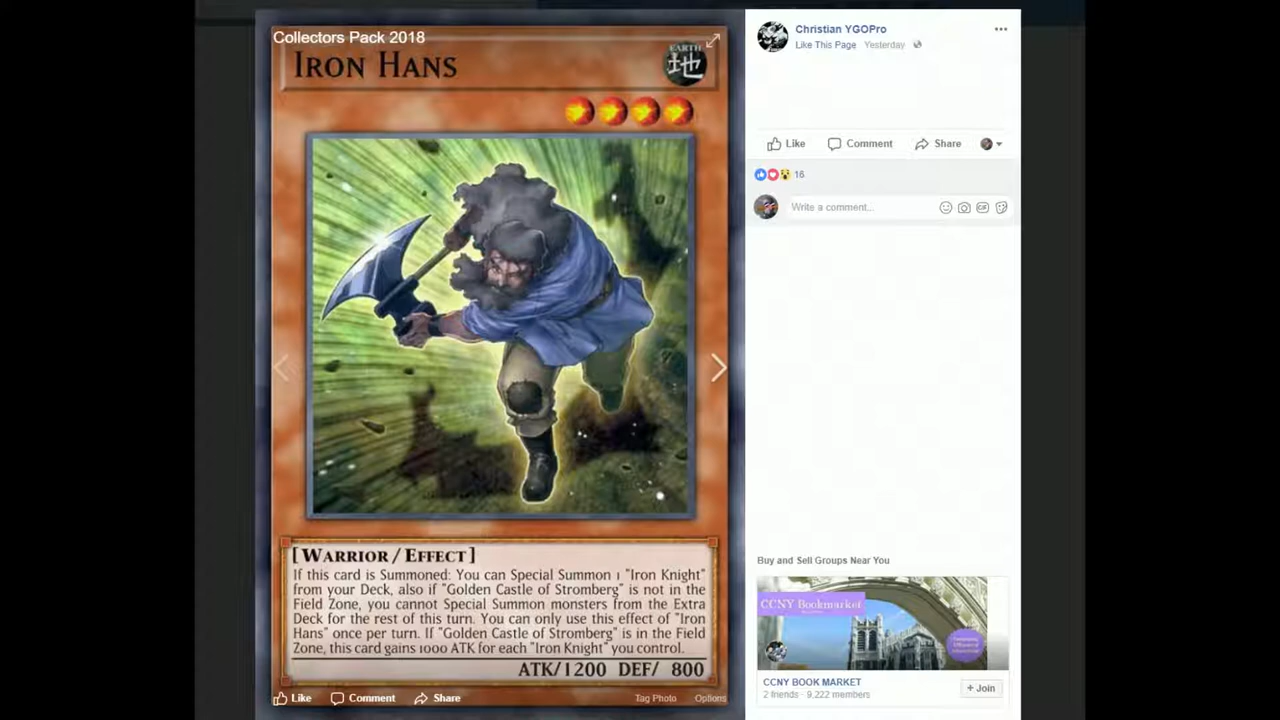 Collectors Pack 2018
IRON HANS
EARTH
地
[WARRIOR/EFFECT]
If this card is Summoned: You can Special Summon 1 "Iron Knight"
from your Deck, also if "Golden Castle of Stromberg" is not in the
Field Zone, you cannot Special Summon monsters from the Extra
Deck for the rest of this turn. You can only use this effect of "Iron
Hans" once per turn. If "Golden Castle of Stromberg" is in the Field
Zone, this card gains 1000 ATK for each "Iron Knight" you control.
ATK/1200 DEF/ 800
Like Comment Share Tag Photo Options
Christian YGOPro
Like This Page Yesterday
Like Comment Share
16
Write a comment...
GIF
Buy and Sell Groups Near You
CCNY Bookmarket
CCNY BOOK MARKET
2 friends · 9,222 members
+ Join